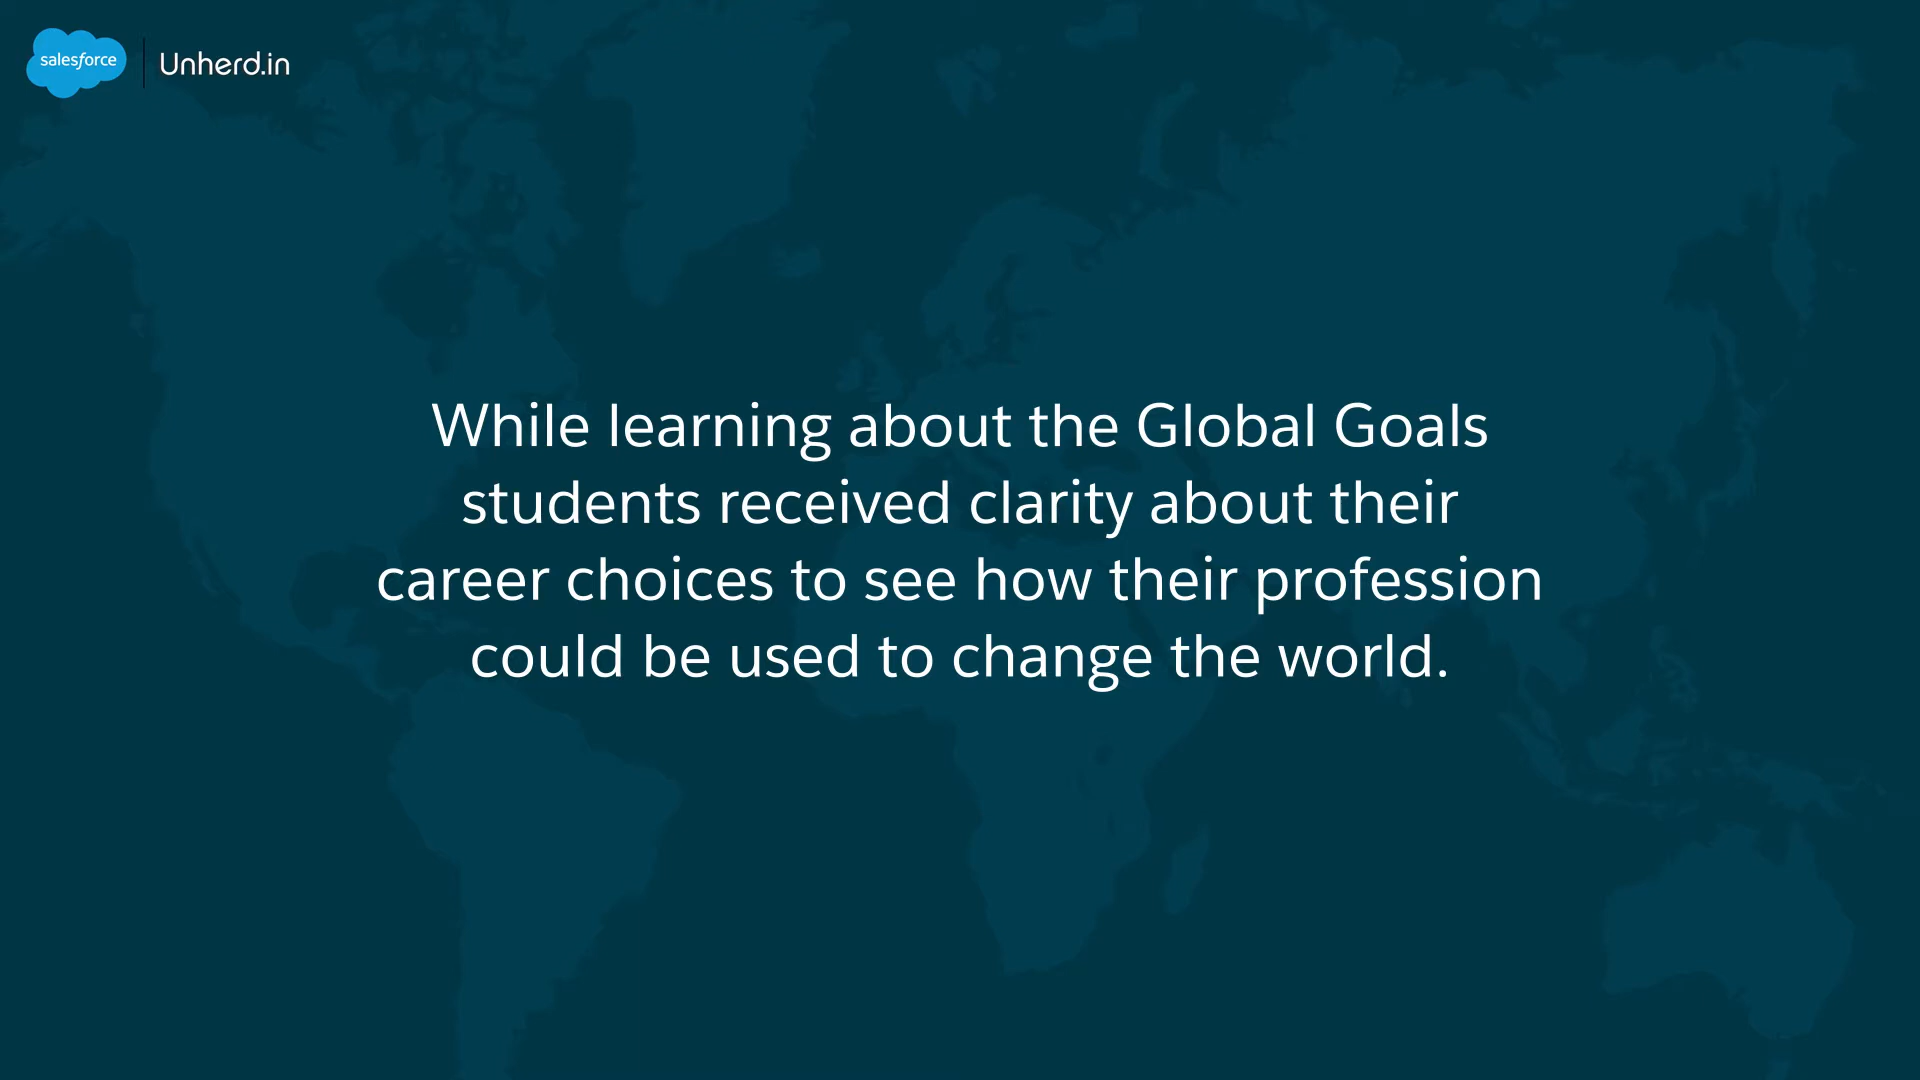 salesforce
Unherd.in
While learning about the Global Goals
students received clarity about their
career choices to see how their profession
could be used to change the world.